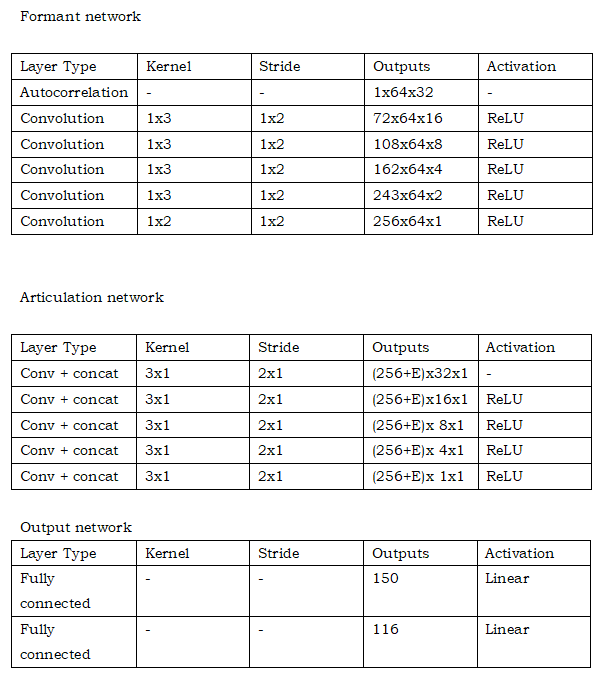 Formant network
Layer Type Kernel Stride Outputs Activation
Autocorrelation - - 1x64x32 -
Convolution 1x3 1x2 72x64x16 ReLU
Convolution 1x3 1x2 108x64x8 ReLU
Convolution 1x3 1x2 162x64x4 ReLU
Convolution 1x3 1x2 243x64x2 ReLU
Convolution 1x2 1x2 256x64x1 ReLU
Articulation network
Layer Type Kernel Stride Outputs Activation
Conv + concat 3x1 2x1 (256+E)x32x1 -
Conv + concat 3x1 2x1 (256+E)x16x1 ReLU
Conv + concat 3x1 2x1 (256+E)x 8x1 ReLU
Conv + concat 3x1 2x1 (256+E)x 4x1 ReLU
Conv + concat 3x1 2x1 (256+E)x 1x1 ReLU
Output network
Layer Type Kernel Stride Outputs Activation
Fully - - 150 Linear
connected
Fully - - 116 Linear
connected